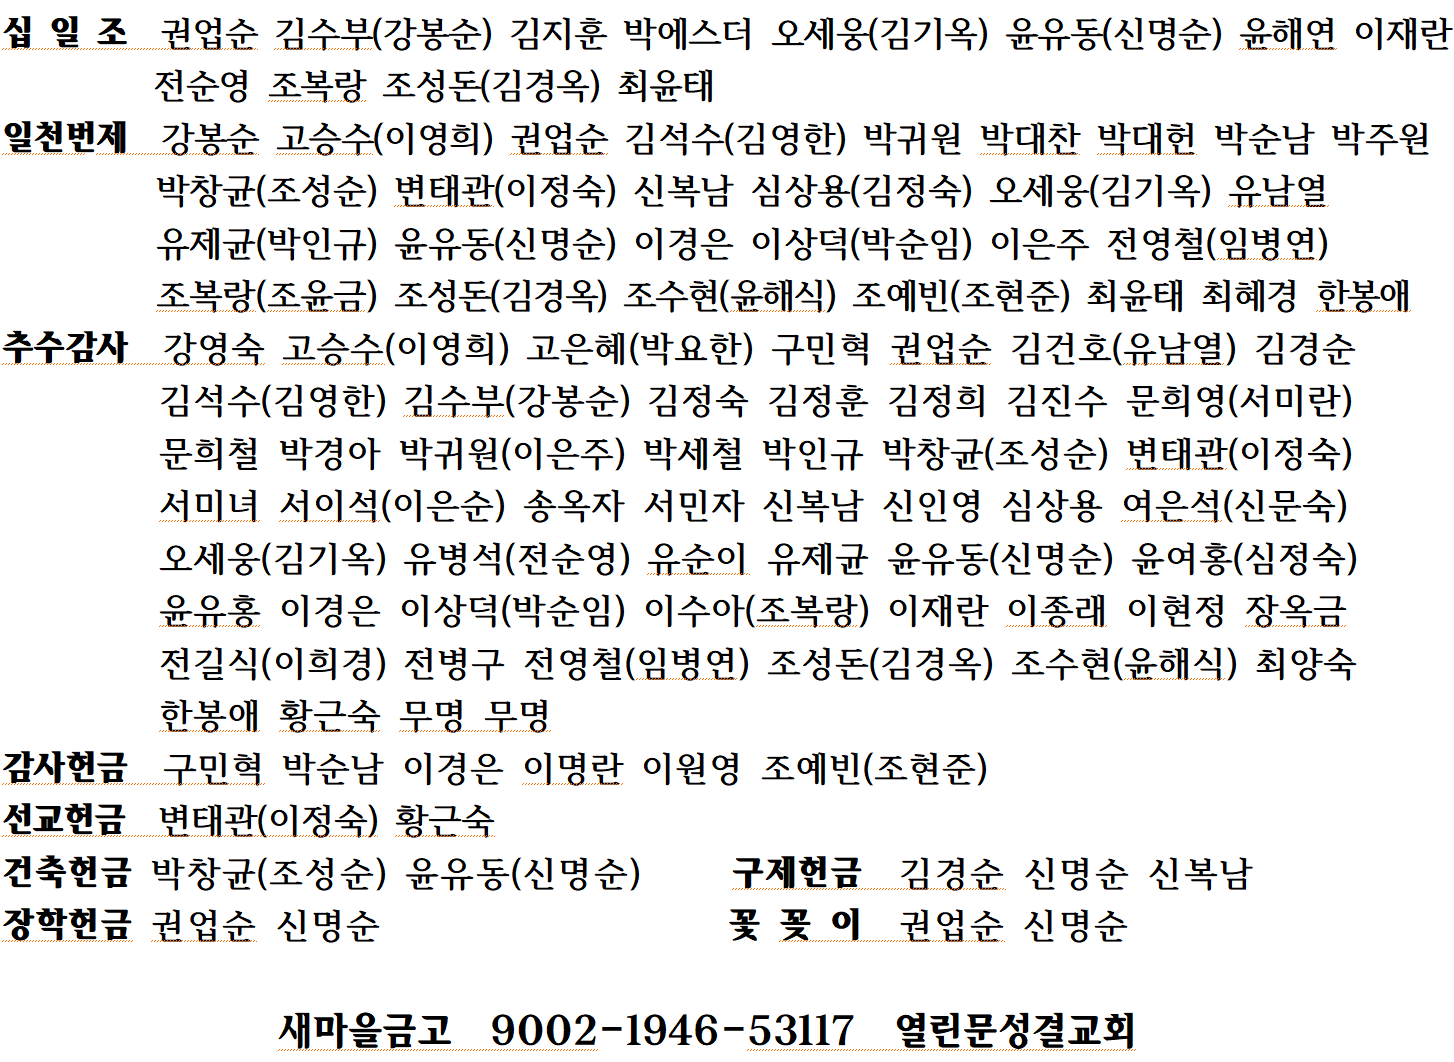 십 일 조 권업순 김수부(강봉순) 김지훈 박에스더 오세웅(김기옥) 윤유동(신명순) 윤해연 이재란
전순영 조복랑 조성돈(김경옥) 최윤태
일천번제 강봉순 고승수(이영희) 권업순 김석수(김영한) 박귀원 박대찬 박대헌 박순남 박주원
박창균(조성순) 변태관(이정숙) 신복남 심상용(김정숙) 오세웅(김기옥) 유남열
유제균(박인규) 윤유동(신명순) 이경은 이상덕(박순임) 이은주 전영철(임병연)
조복랑(조윤금) 조성돈(김경옥) 조수현(윤해식) 조예빈(조현준) 최윤태 최혜경 한봉애
추수감사 강영숙 고승수(이영희) 고은혜(박요한) 구민혁 권업순 김건호(유남열) 김경순
김석수(김영한) 김수부(강봉순) 김정숙 김정훈 김정희 김진수 문희영(서미란)
문희철 박경아 박귀원(이은주) 박세철 박인규 박창균(조성순) 변태관(이정숙)
서미녀 서이석(이은순) 송옥자 서민자 신복남 신인영 심상용 여은석(신문숙)
오세웅(김기옥) 유병석(전순영) 유순이 유제균 윤유동(신명순) 윤여홍(심정숙)
윤유홍 이경은 이상덕(박순임) 이수아(조복랑) 이재란 이종래 이현정 장옥금
전길식(이희경) 전병구 전영철(임병연) 조성돈(김경옥) 조수현(윤해식) 최양숙
한봉애 황근숙 무명 무명
감사헌금 구민혁 박순남 이경은 이명란 이원영 조예빈(조현준)
선교헌금 변태관(이정숙) 황근숙
건축헌금 박창균(조성순) 윤유동(신명순) 구제헌금 김경순 신명순 신복남
장학헌금 권업순 신명순 꽃 꽂 이 권업순 신명순
새마을금고 9002-1946-53117 열린문성결교회